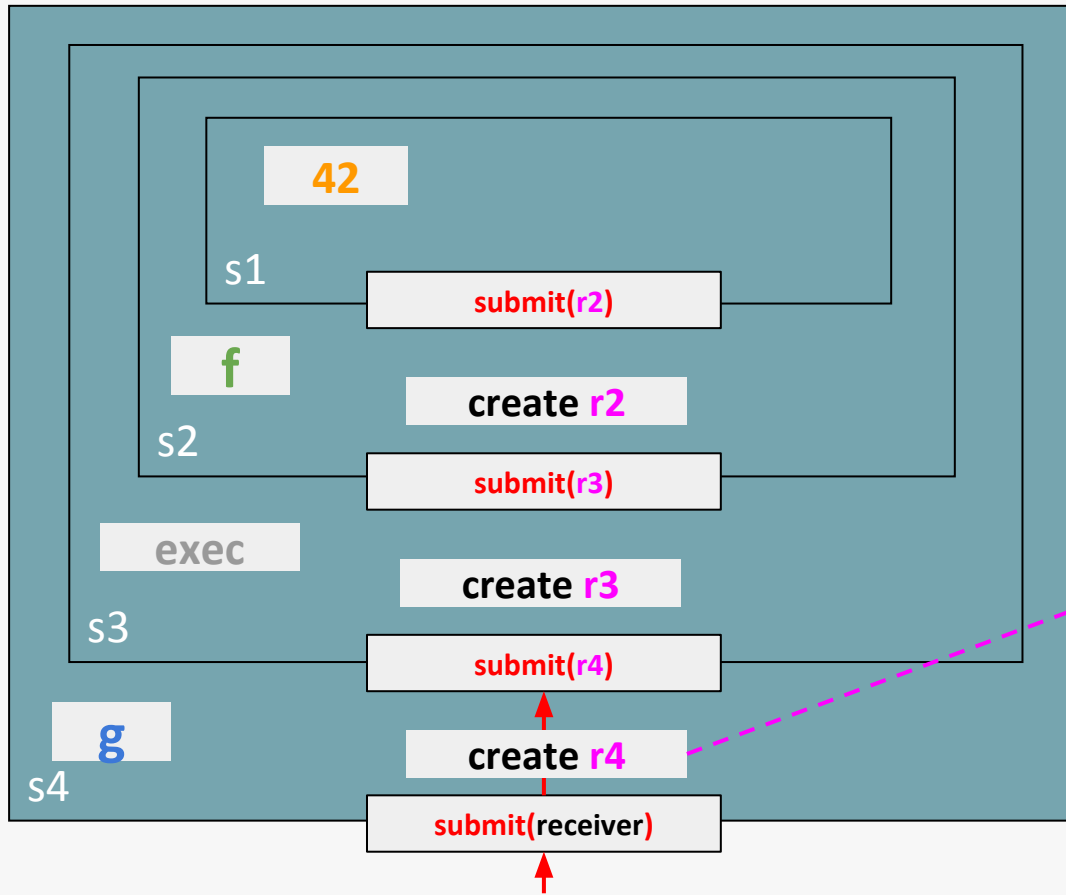 42
s1
submit(r2)
f
create r2
s2
submit(r3)
exec
create r3
s3
submit(r4)
g
create r4
s4
submit(receiver)